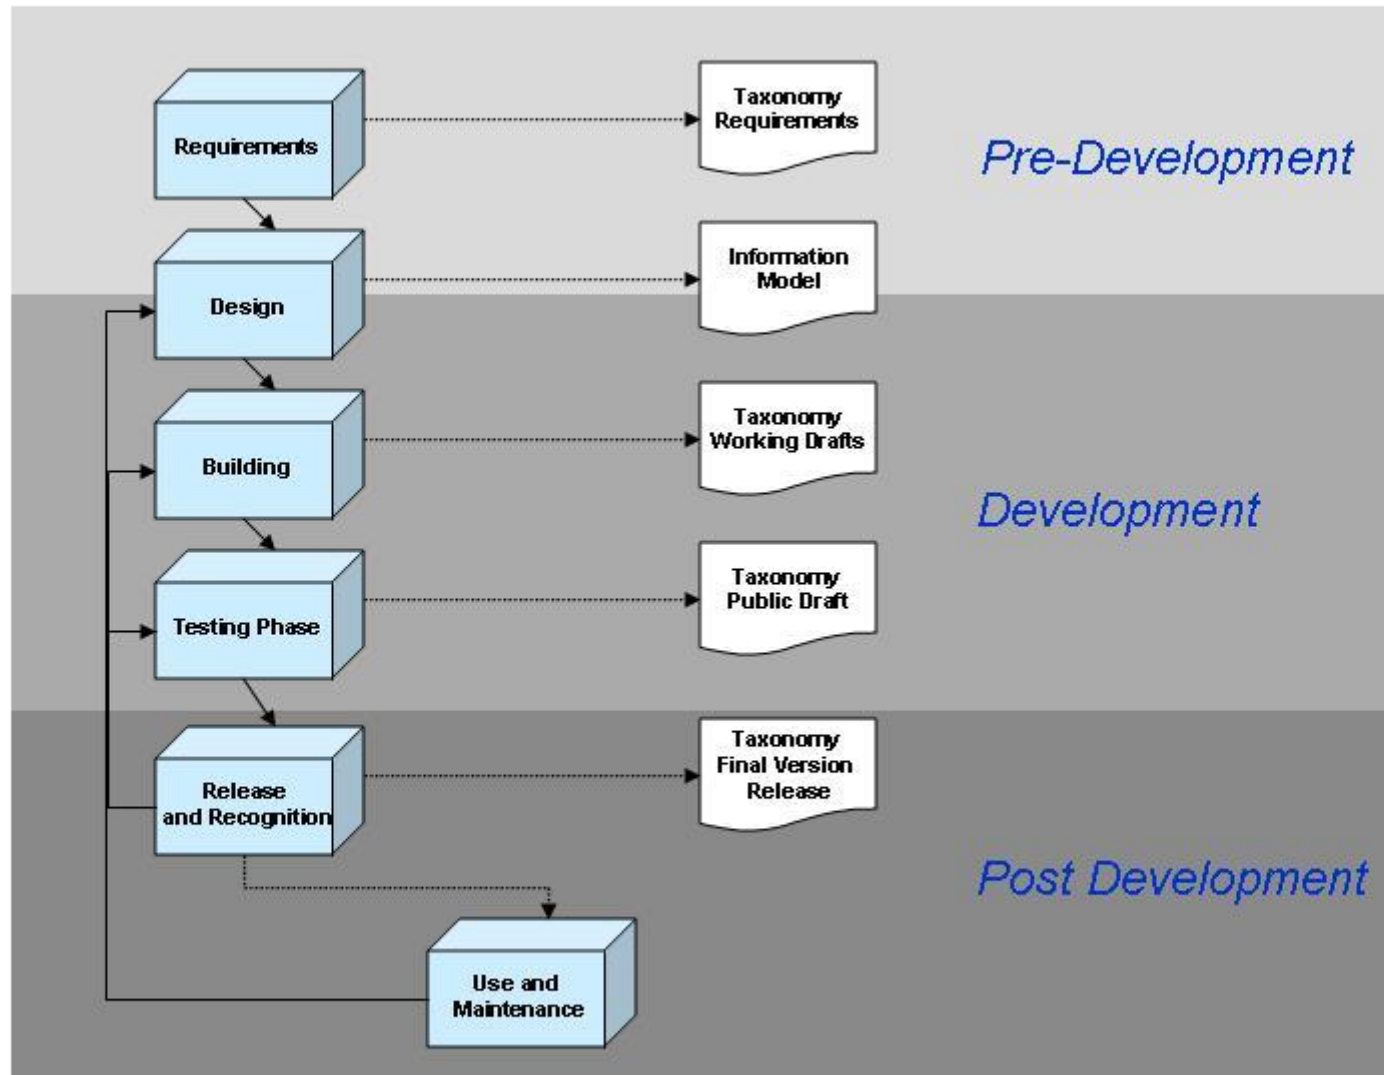 Requirements
Taxonomy
Requirements
Pre-Development
Design
Information
Model
Building
Taxonomy
Working Drafts
Development
Testing Phase
Taxonomy
Public Draft
Release
and Recognition
Taxonomy
Final Version
Release
Post Development
Use and
Maintenance